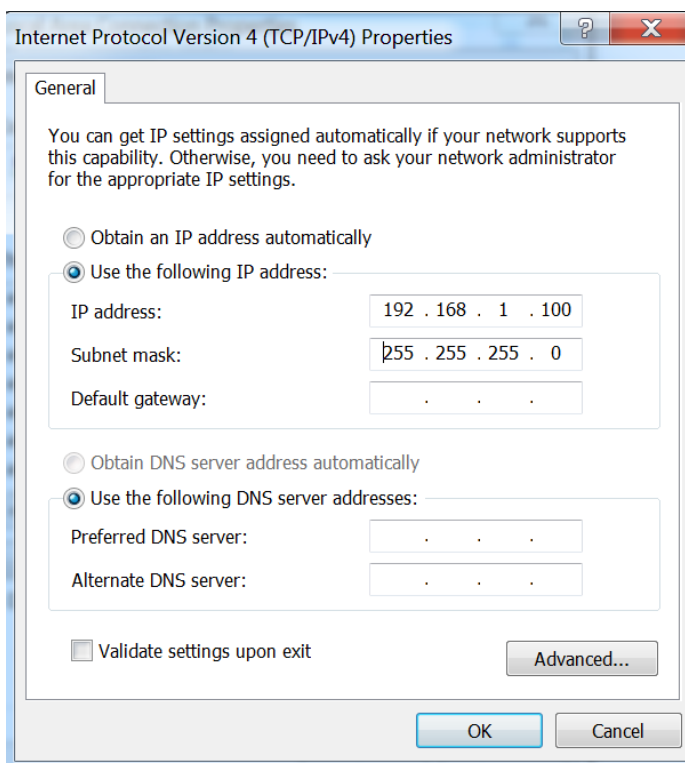 Internet Protocol Version 4 (TCP/IPv4) Properties
General
You can get IP settings assigned automatically if your network supports
this capability. Otherwise, you need to ask your network administrator
for the appropriate IP settings.
Obtain an IP address automatically
Use the following IP address:
IP address: 192 . 168 . 1 . 100
Subnet mask: 255 . 255 . 255 . 0
Default gateway: . . .
Obtain DNS server address automatically
Use the following DNS server addresses:
Preferred DNS server: . . .
Alternate DNS server: . . .
Validate settings upon exit
Advanced...
OK Cancel